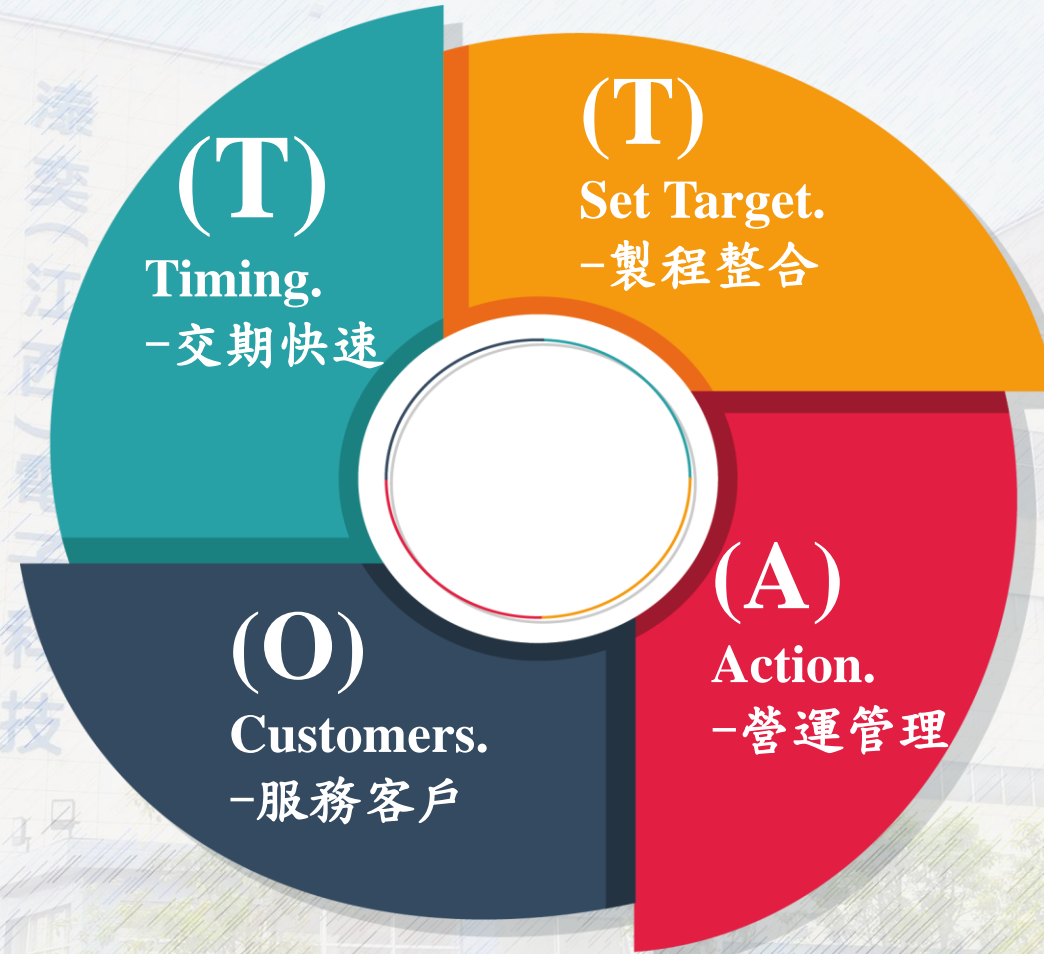 (T)
Timing.
-交期快速
(T)
Set Target.
-製程整合
(A)
Action.
-營運管理
(O)
Customers.
-服務客戶